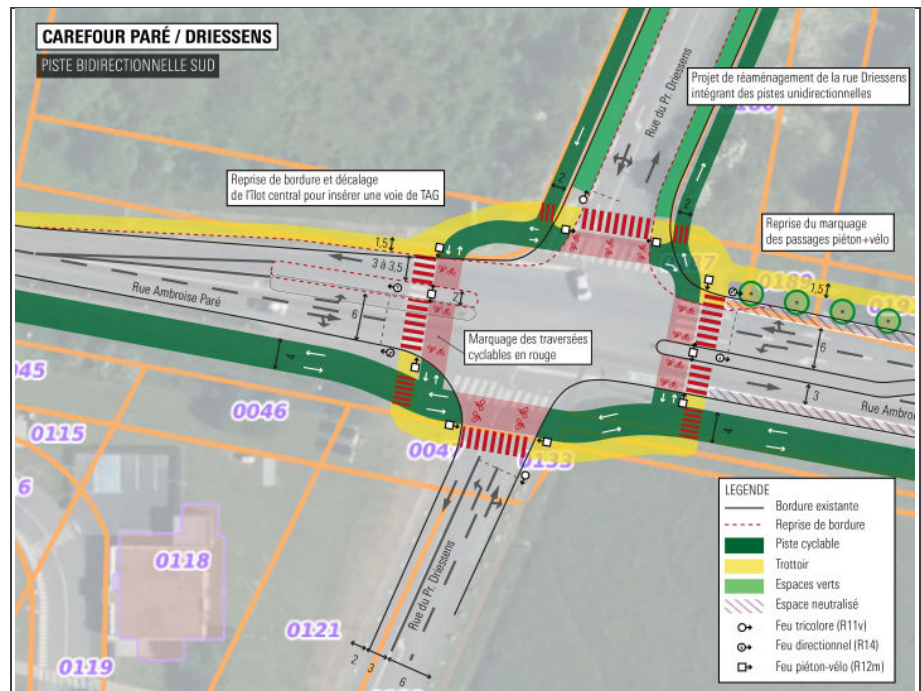 CAREFOUR PARÉ / DRIESSENS
PISTE BIDIRECTIONNELLE SUD
Projet de réaménagement de la rue Driessens
intégrant des pistes unidirectionnelles
Rue du Pr. Driessens
Reprise de bordure et décalage
de l'îlot central pour insérer une voie de TAG
2
2
Reprise du marquage
des passages piéton+vélo
1,5
3 à 3,5
0189
1,5
Rue Ambroise Paré
2
6
6
Marquage des traversées
cyclables en rouge
4
3
Rue Ambro
045
0046
0115
0047
0133
4
6
0118
0121
0119
Rue du Pr. Driessens
2
3
6
LEGENDE
Bordure existante
Reprise de bordure
Piste cyclable
Trottoir
Espaces verts
Espace neutralisé
Feu tricolore (R11v)
Feu directionnel (R14)
Feu piéton-vélo (R12m)